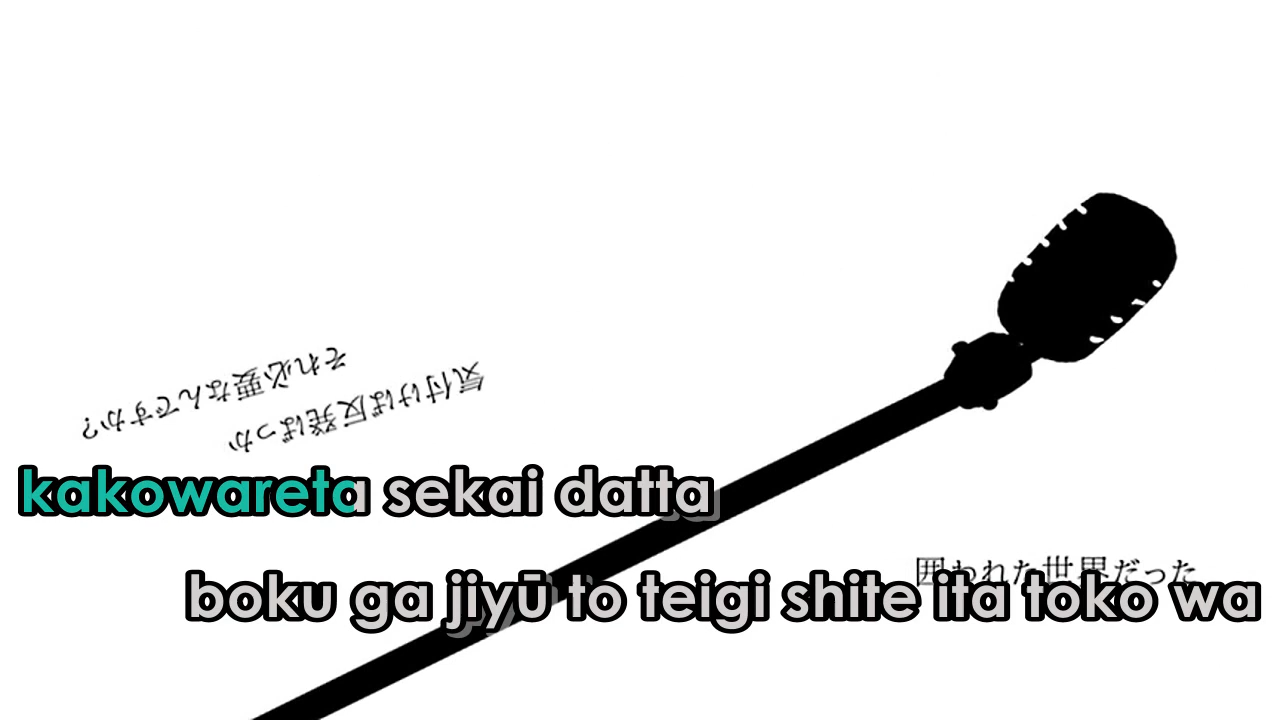 それ必要なんですか?
気付けば反発ばっか
kakowareta sekai datta
囲われた世界だった
boku ga jiyū to teigi shite ita toko wa